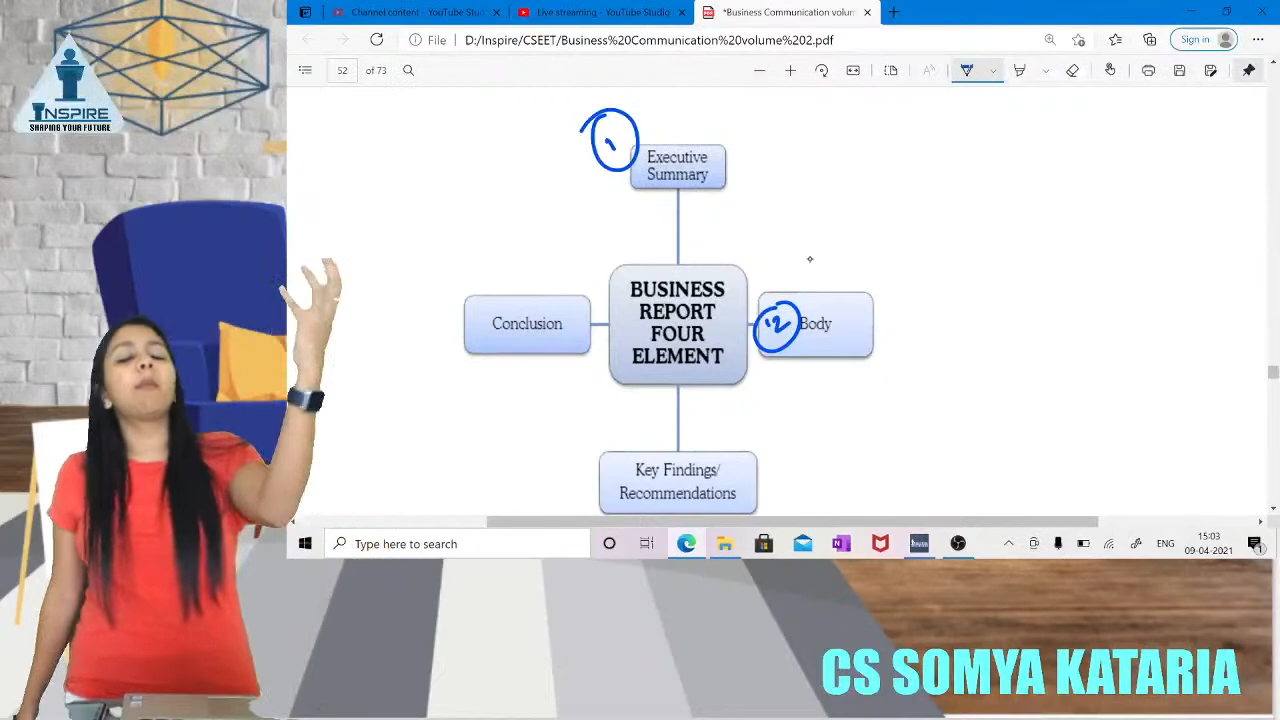 Channel content - YouTube Studi
Live streaming - YouTube Studio
*Business Communication volum
File
D:/Inspire/CSEET/Business%20Communication%20volume%202.pdf
Sign in
52
of 73
INSPIRE
SHAPING YOUR FUTURE
1
Executive
Summary
Conclusion
BUSINESS
REPORT
FOUR
ELEMENT
2
Body
Key Findings/
Recommendations
Type here to search
ENG
15:03
09-04-2021
CS SOMYA KATARIA